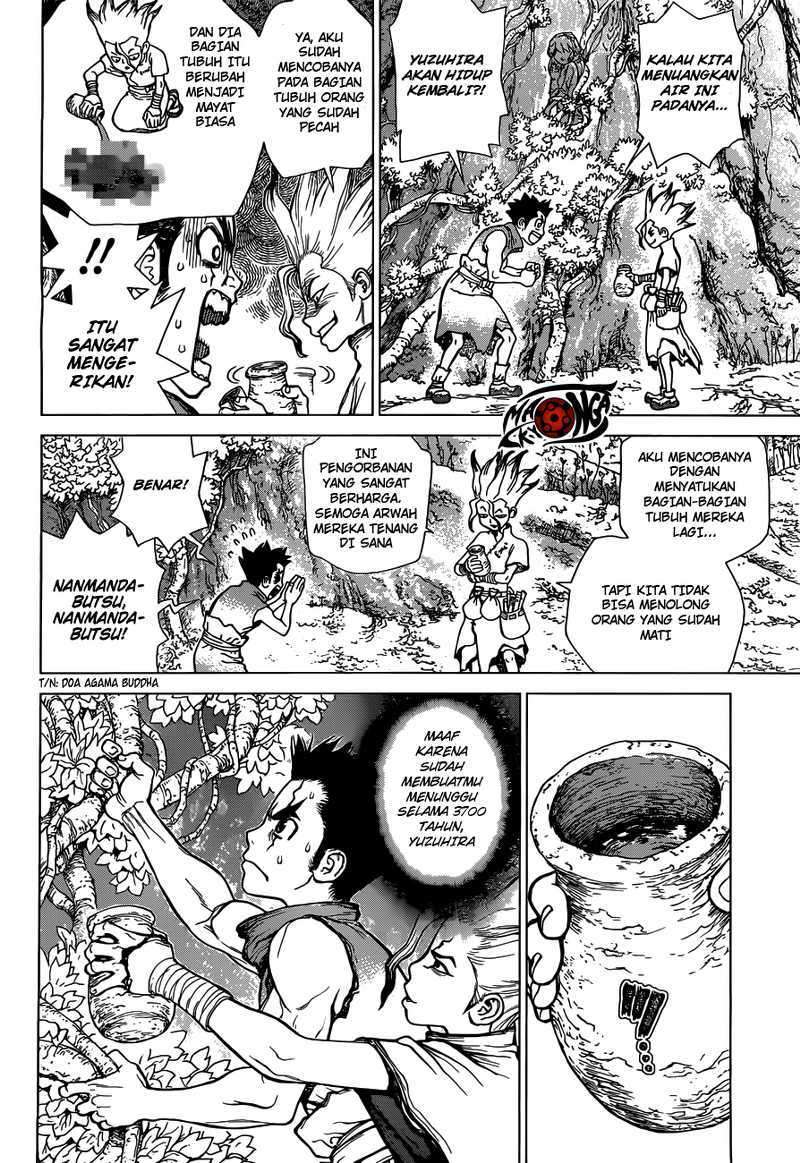 KALAU KITA
MENUANGKAN
AIR INI
PADANYA...
YUZUHIRA
AKAN HIDUP
KEMBALI?!
YA, AKU
SUDAH
MENCOBANYA
PADA BAGIAN
TUBUH ORANG
YANG SUDAH
PECAH
DAN DIA
BAGIAN
TUBUH ITU
BERUBAH
MENJADI
MAYAT
BIASA
!!
ITU
SANGAT
MENGE-
RIKAN!
MANGA
AKU MENCOBANYA
DENGAN
MENYATUKAN
BAGIAN-BAGIAN
TUBUH MEREKA
LAGI...
TAPI KITA TIDAK
BISA MENOLONG
ORANG YANG SUDAH
MATI
INI
PENGORBANAN
YANG SANGAT
BERHARGA.
SEMOGA ARWAH
MEREKA TENANG
DI SANA
BENAR!
NANMANDA-
BUTSU,
NANMANDA-
BUTSU!
T/N: DOA AGAMA BUDDHA
MAAF
KARENA
SUDAH
MEMBUATMU
MENUNGGU
SELAMA 3700
TAHUN,
YUZUHIRA